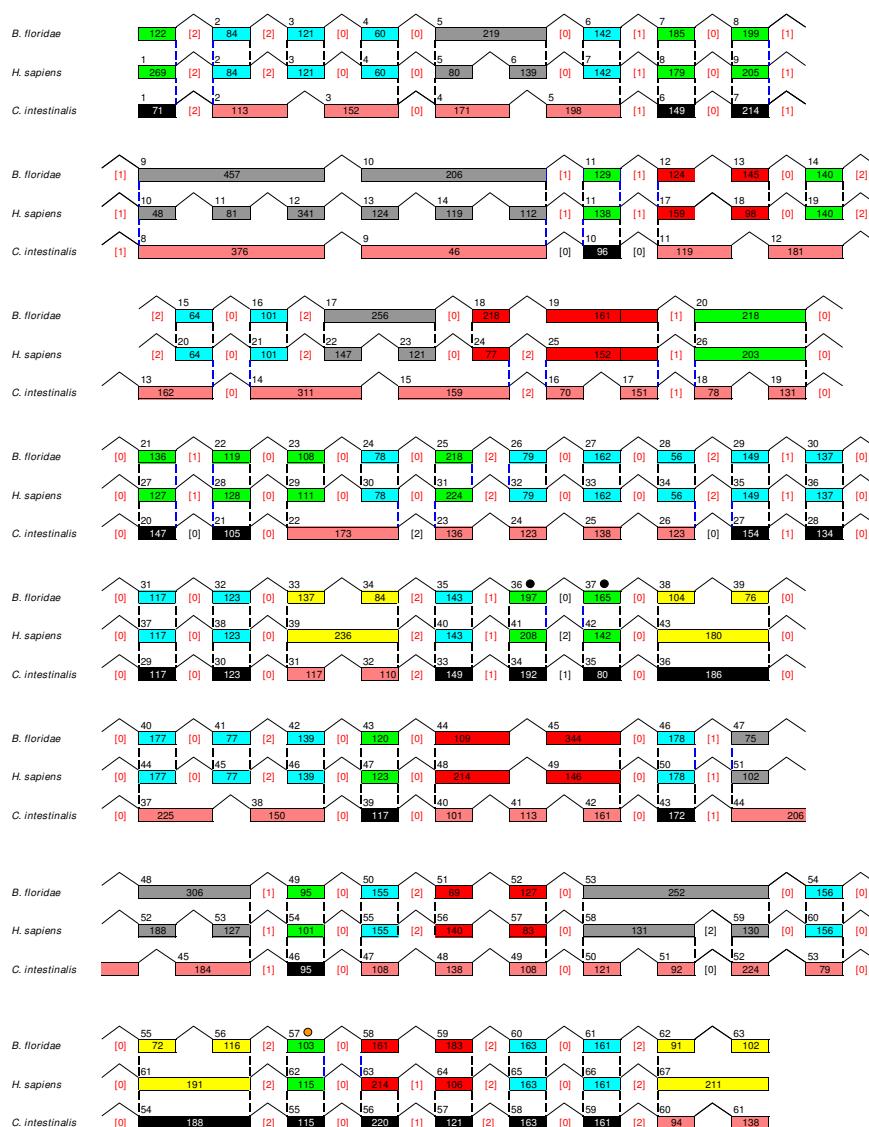 1 2 3 4 5 6 7 8
B. floridae 122 [2] 84 [2] 121 [0] 60 [0] 219 [0] 142 [1] 185 [0] 199 [1]
1 2 3 4 5 6 7 8 9
H. sapiens 269 [2] 84 [2] 121 [0] 60 [0] 80 139 [0] 142 [1] 179 [0] 205 [1]
1 2 3 4 5 6 7
C. intestinalis 71 [2] 113 152 [0] 171 198 [1] 149 [0] 214 [1]
9 10 11 12 13 14
B. floridae [1] 457 206 [1] 129 [1] 124 145 [0] 140 [2]
10 11 12 13 14 11 17 18 19
H. sapiens [1] 48 81 341 124 119 112 [1] 138 [1] 159 98 [0] 140 [2]
8 9 10 11 12
C. intestinalis [1] 376 46 [0] 96 [0] 119 181
15 16 17 18 19 20
B. floridae [2] 64 [0] 101 [2] 256 [0] 218 161 [1] 218 [0]
20 21 22 23 24 25 26
H. sapiens [2] 64 [0] 101 [2] 147 121 [0] 77 [2] 152 [1] 203 [0]
13 14 15 16 17 18 19
C. intestinalis 162 [0] 311 159 [2] 70 151 [1] 78 131 [0]
21 22 23 24 25 26 27 28 29 30
B. floridae [0] 136 [1] 119 [0] 108 [0] 78 [0] 218 [2] 79 [0] 162 [0] 56 [2] 149 [1] 137 [0]
27 28 29 30 31 32 33 34 35 36
H. sapiens [0] 127 [1] 128 [0] 111 [0] 78 [0] 224 [2] 79 [0] 162 [0] 56 [2] 149 [1] 137 [0]
20 21 22 23 24 25 26 27 28
C. intestinalis [0] 147 [0] 105 [0] 173 [2] 136 123 138 123 [0] 154 [1] 134 [0]
31 32 33 34 35 36 37 38 39
B. floridae [0] 117 [0] 123 [0] 137 84 [2] 143 [1] 197 [0] 165 [0] 104 76 [0]
37 38 39 40 41 42 43
H. sapiens [0] 117 [0] 123 [0] 236 [2] 143 [1] 208 [2] 142 [0] 180 [0]
29 30 31 32 33 34 35 36
C. intestinalis [0] 117 [0] 123 [0] 117 110 [2] 149 [1] 192 [1] 80 [0] 186 [0]
40 41 42 43 44 45 46 47
B. floridae [0] 177 [0] 77 [2] 139 [0] 120 [0] 109 344 [0] 178 [1] 75
44 45 46 47 48 49 50 51
H. sapiens [0] 177 [0] 77 [2] 139 [0] 123 [0] 214 146 [0] 178 [1] 102
37 38 39 40 41 42 43 44
C. intestinalis [0] 225 150 [0] 117 [0] 101 113 161 [0] 172 [1] 206
48 49 50 51 52 53 54
B. floridae 306 [1] 95 [0] 155 [2] 69 127 [0] 252 [0] 156 [0]
52 53 54 55 56 57 58 59 60
H. sapiens 188 127 [1] 101 [0] 155 [2] 140 83 [0] 131 [2] 130 [0] 156 [0]
45 46 47 48 49 50 51 52 53
C. intestinalis 184 [1] 95 [0] 108 138 108 [0] 121 92 [0] 224 79 [0]
55 56 57 58 59 60 61 62 63
B. floridae [0] 72 116 [2] 103 [0] 161 183 [2] 163 [0] 161 [2] 91 102
61 62 63 64 65 66 67
H. sapiens [0] 191 [2] 115 [0] 214 [1] 106 [2] 163 [0] 161 [2] 211
54 55 56 57 58 59 60 61
C. intestinalis [0] 188 [2] 115 [0] 220 [1] 121 [2] 163 [0] 161 [2] 94 138